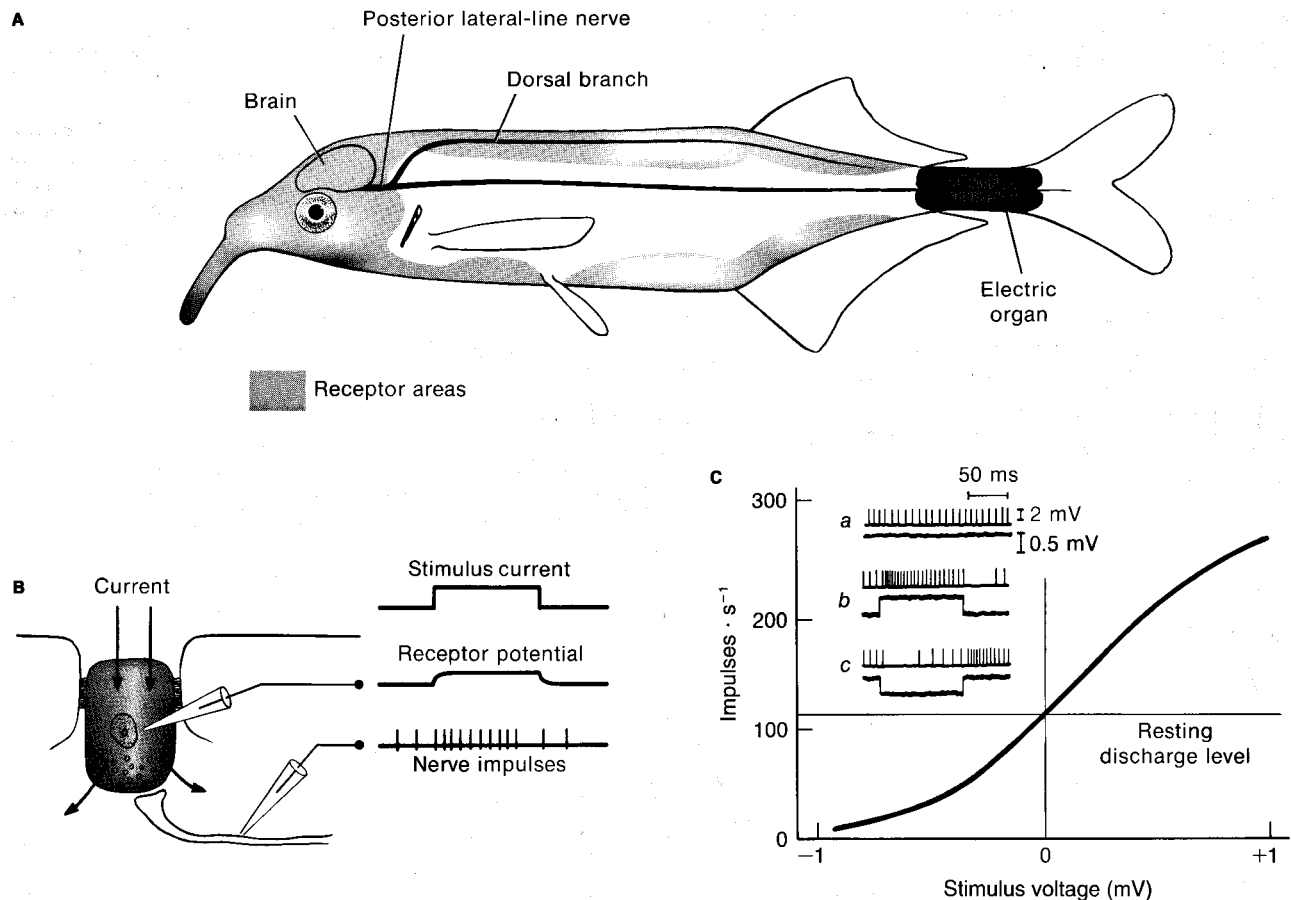 A
Posterior lateral-line nerve
Dorsal branch
Brain
Electric
organ
Receptor areas
B
Current
Stimulus current
Receptor potential
Nerve impulses
C
50 ms
300
200
100
0
Impulses · s⁻¹
a
2 mV
0.5 mV
b
c
Resting
discharge level
−1
0
+1
Stimulus voltage (mV)